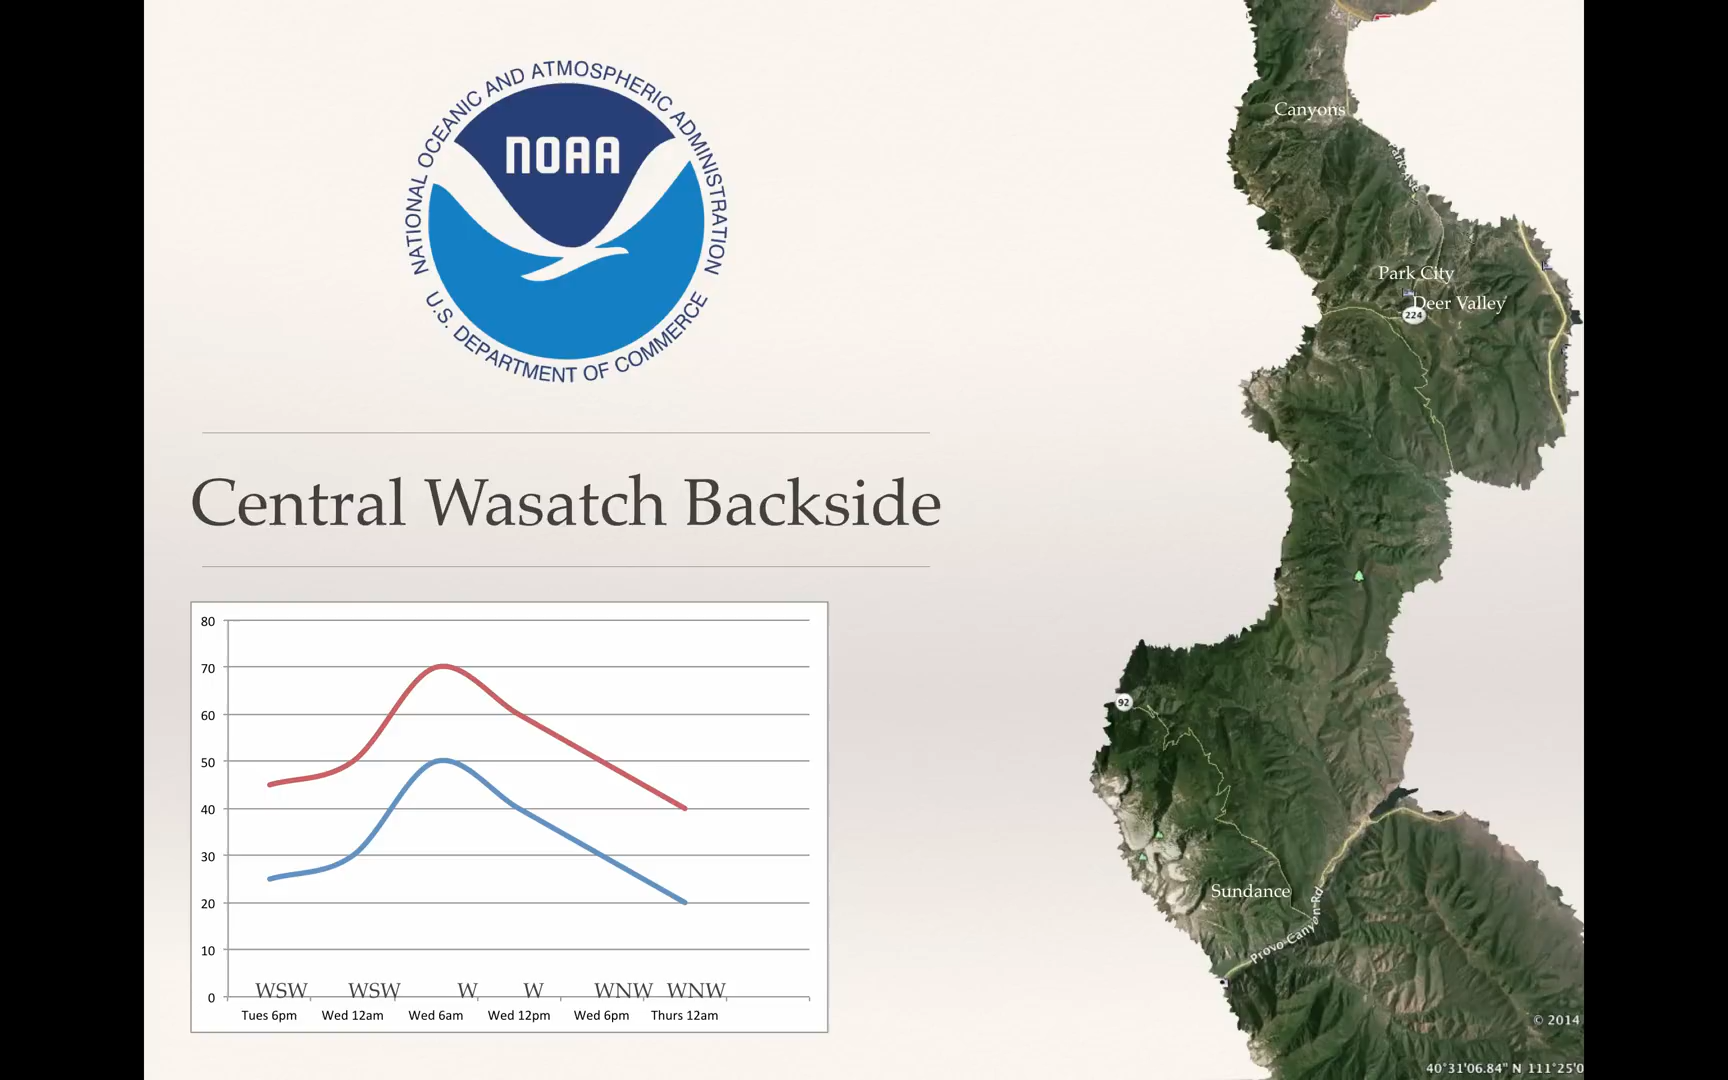 NATIONAL OCEANIC AND ATMOSPHERIC ADMINISTRATION
NOAA
U.S. DEPARTMENT OF COMMERCE
Central Wasatch Backside
80
70
60
50
40
30
20
10
0
WSW WSW W W WNW WNW
Tues 6pm Wed 12am Wed 6am Wed 12pm Wed 6pm Thurs 12am
Canyons
Park City
Deer Valley
224
92
Sundance
Provo Canyon Rd
© 2014
40°31'06.84" N 111°25'0